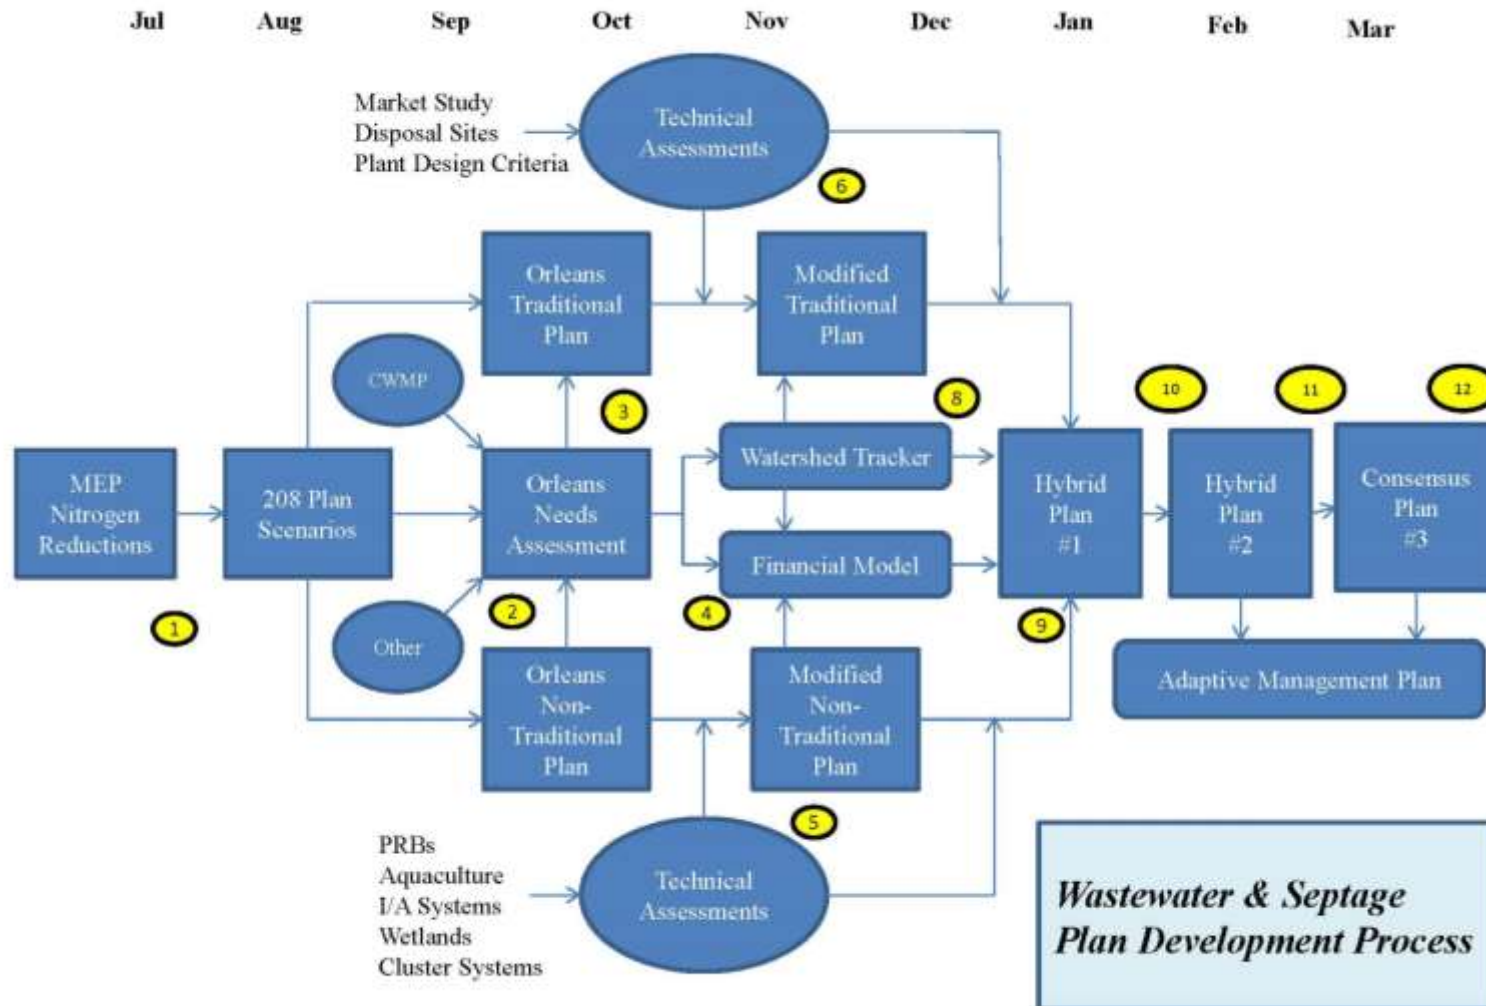 Jul Aug Sep Oct Nov Dec Jan Feb Mar
Market Study
Disposal Sites
Plant Design Criteria
Technical
Assessments
6
Orleans
Traditional
Plan
Modified
Traditional
Plan
CWMP
3
8
10
11
12
MEP
Nitrogen
Reductions
208 Plan
Scenarios
Orleans
Needs
Assessment
Watershed Tracker
Financial Model
Hybrid
Plan
#1
Hybrid
Plan
#2
Consensus
Plan
#3
1
2
4
9
Other
Orleans
Non-
Traditional
Plan
Modified
Non-
Traditional
Plan
Adaptive Management Plan
5
PRBs
Aquaculture
I/A Systems
Wetlands
Cluster Systems
Technical
Assessments
Wastewater & Septage
Plan Development Process